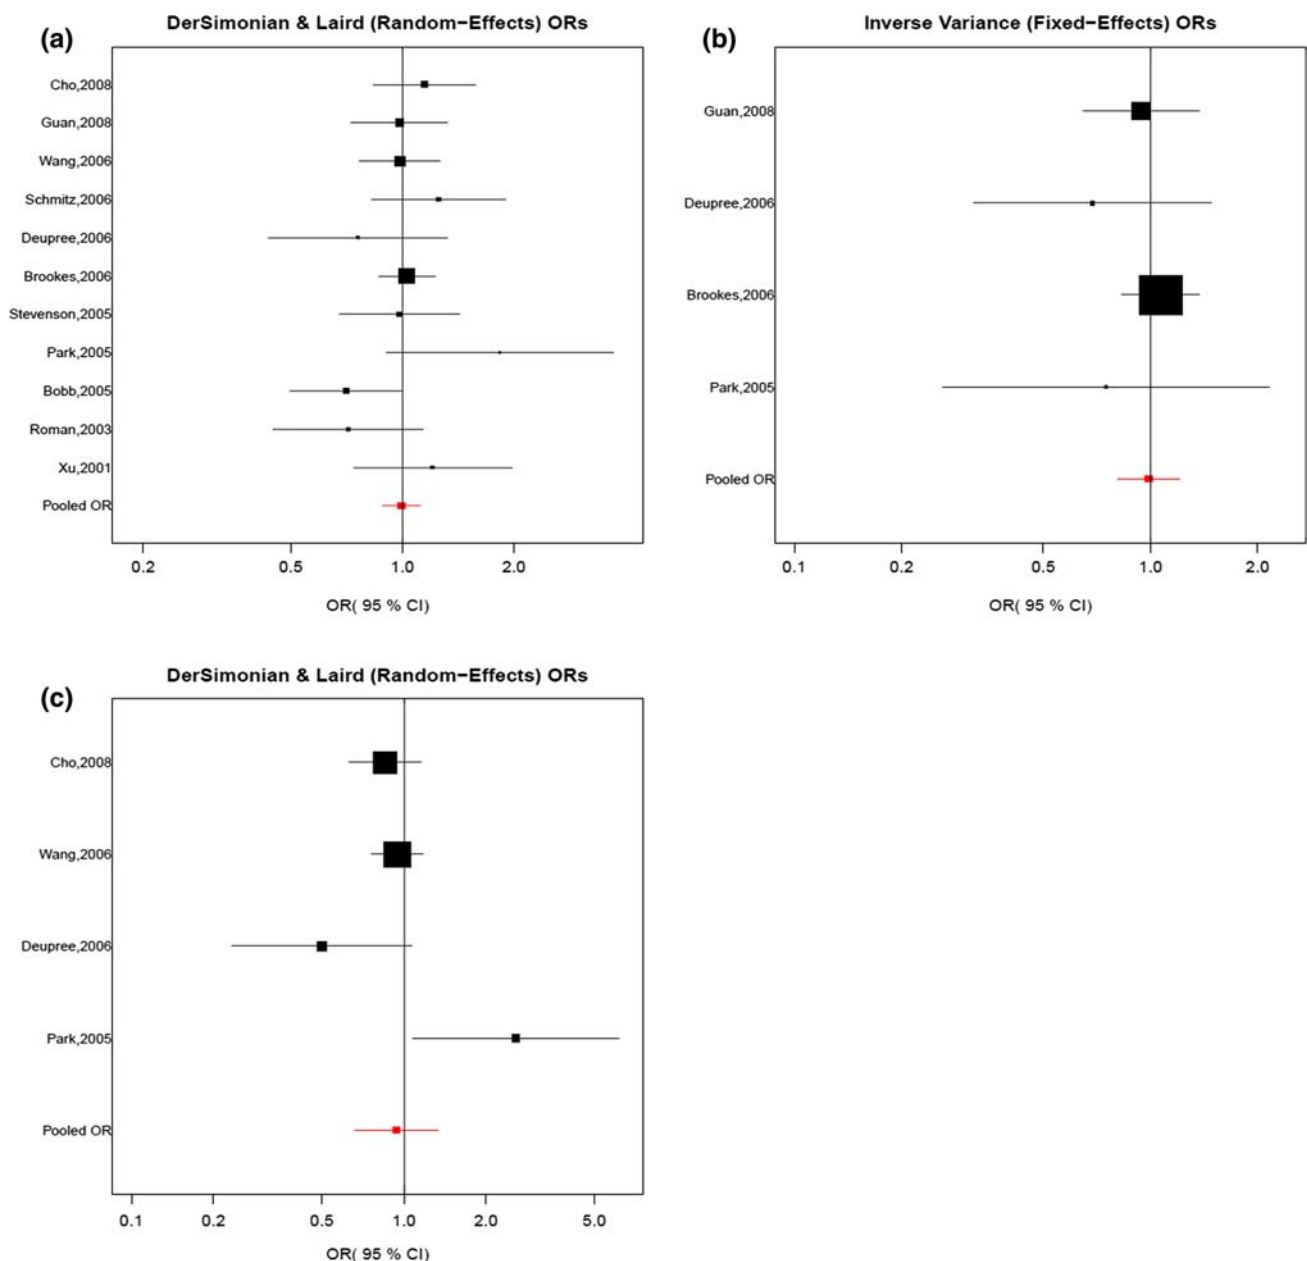 (a)
DerSimonian & Laird (Random−Effects) ORs
Cho,2008
Guan,2008
Wang,2006
Schmitz,2006
Deupree,2006
Brookes,2006
Stevenson,2005
Park,2005
Bobb,2005
Roman,2003
Xu,2001
Pooled OR
0.2 0.5 1.0 2.0
OR( 95 % CI)
(b)
Inverse Variance (Fixed−Effects) ORs
Guan,2008
Deupree,2006
Brookes,2006
Park,2005
Pooled OR
0.1 0.2 0.5 1.0 2.0
OR( 95 % CI)
(c)
DerSimonian & Laird (Random−Effects) ORs
Cho,2008
Wang,2006
Deupree,2006
Park,2005
Pooled OR
0.1 0.2 0.5 1.0 2.0 5.0
OR( 95 % CI)